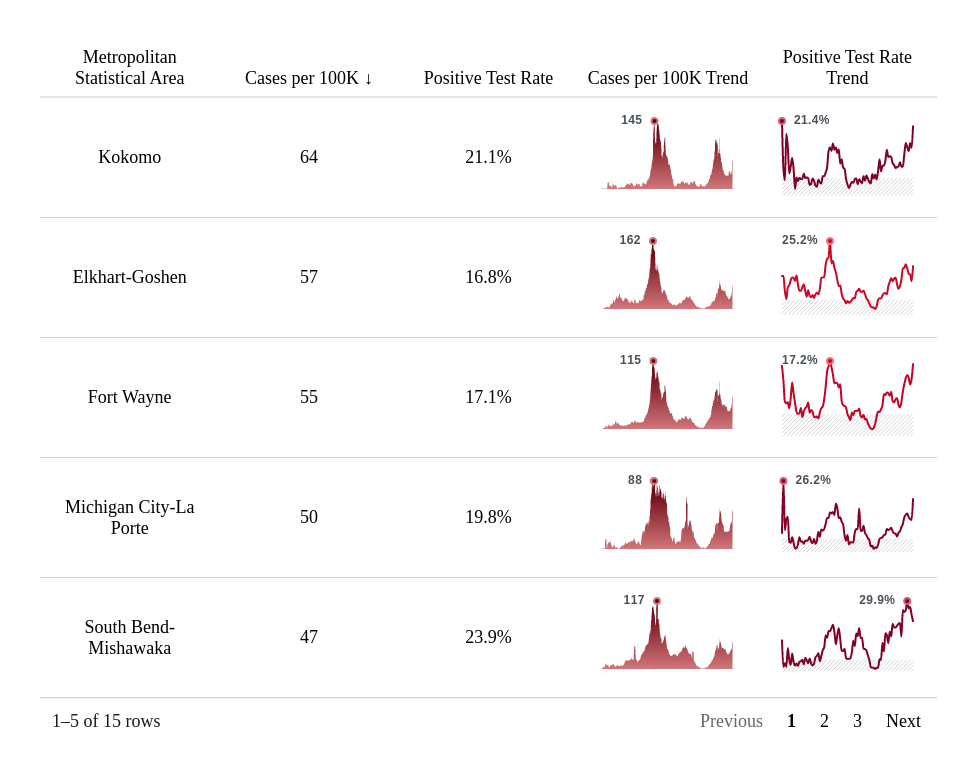 Metropolitan
Statistical Area
Cases per 100K ↓
Positive Test Rate
Cases per 100K Trend
Positive Test Rate
Trend
Kokomo
64
21.1%
145
21.4%
Elkhart-Goshen
57
16.8%
162
25.2%
Fort Wayne
55
17.1%
115
17.2%
Michigan City-La
Porte
50
19.8%
88
26.2%
South Bend-
Mishawaka
47
23.9%
117
29.9%
1–5 of 15 rows
Previous 1 2 3 Next